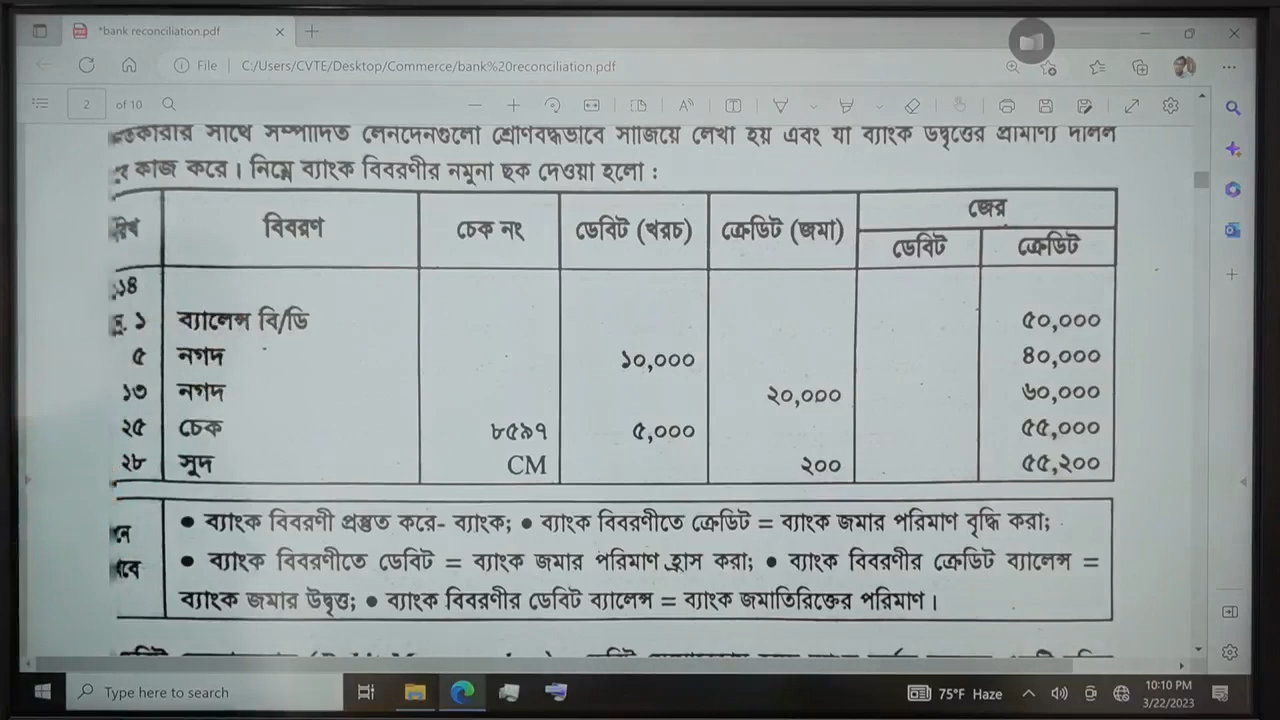 *bank reconciliation.pdf
File | C:/Users/CVTE/Desktop/Commerce/bank%20reconciliation.pdf
2 of 10
সাথে সম্পাদিত লেনদেনগুলো শ্রেণিবদ্ধভাবে সাজিয়ে লেখা হয় এবং যা ব্যাংক উদ্বৃত্তের প্রামাণ্য দলিল
কাজ করে। নিম্নে ব্যাংক বিবরণীর নমুনা ছক দেওয়া হলো :
বিবরণ চেক নং ডেবিট (খরচ) ক্রেডিট (জমা) জের
ডেবিট ক্রেডিট
১৪
১ ব্যালেন্স বি/ডি ৫০,০০০
৫ নগদ ১০,০০০ ৪০,০০০
১৩ নগদ ২০,০০০ ৬০,০০০
২৫ চেক ৮৫৯৭ ৫,০০০ ৫৫,০০০
২৮ সুদ CM ২০০ ৫৫,২০০
• ব্যাংক বিবরণী প্রস্তুত করে- ব্যাংক; • ব্যাংক বিবরণীতে ক্রেডিট = ব্যাংক জমার পরিমাণ বৃদ্ধি করা;
• ব্যাংক বিবরণীতে ডেবিট = ব্যাংক জমার পরিমাণ হ্রাস করা; • ব্যাংক বিবরণীর ক্রেডিট ব্যালেন্স =
ব্যাংক জমার উদ্বৃত্ত; • ব্যাংক বিবরণীর ডেবিট ব্যালেন্স = ব্যাংক জমাতিরিক্তের পরিমাণ।
Type here to search
75°F Haze
10:10 PM
3/22/2023